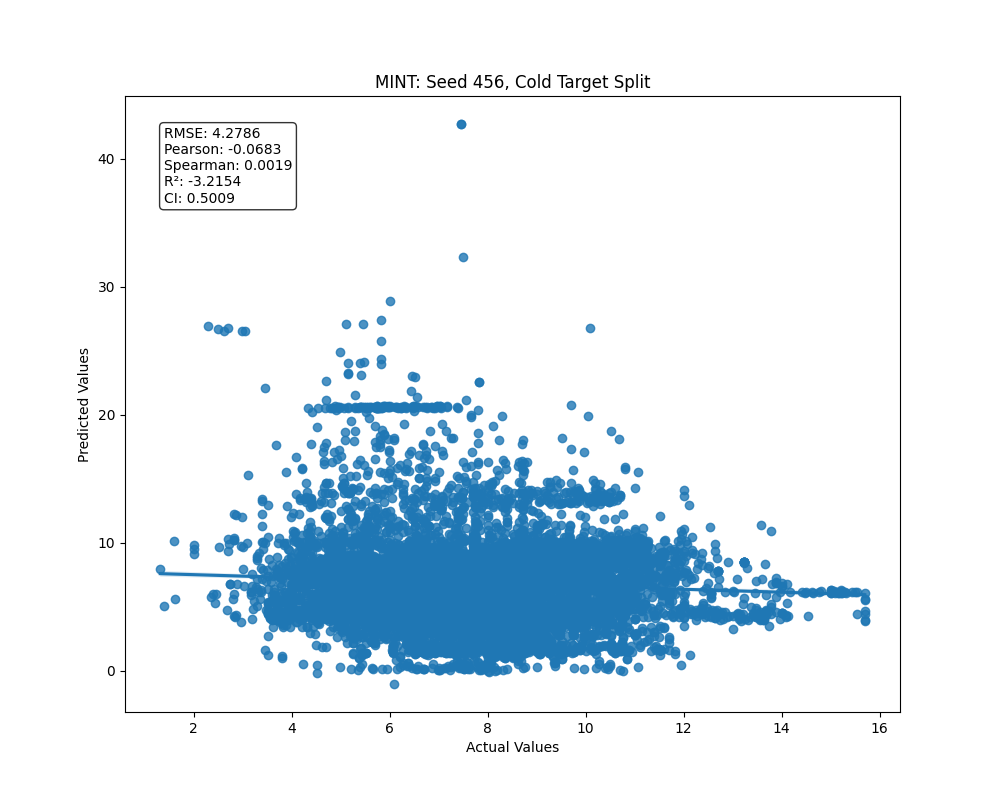 MINT: Seed 456, Cold Target Split
RMSE: 4.2786
Pearson: -0.0683
Spearman: 0.0019
R²: -3.2154
CI: 0.5009
Predicted Values
40
30
20
10
0
2 4 6 8 10 12 14 16
Actual Values